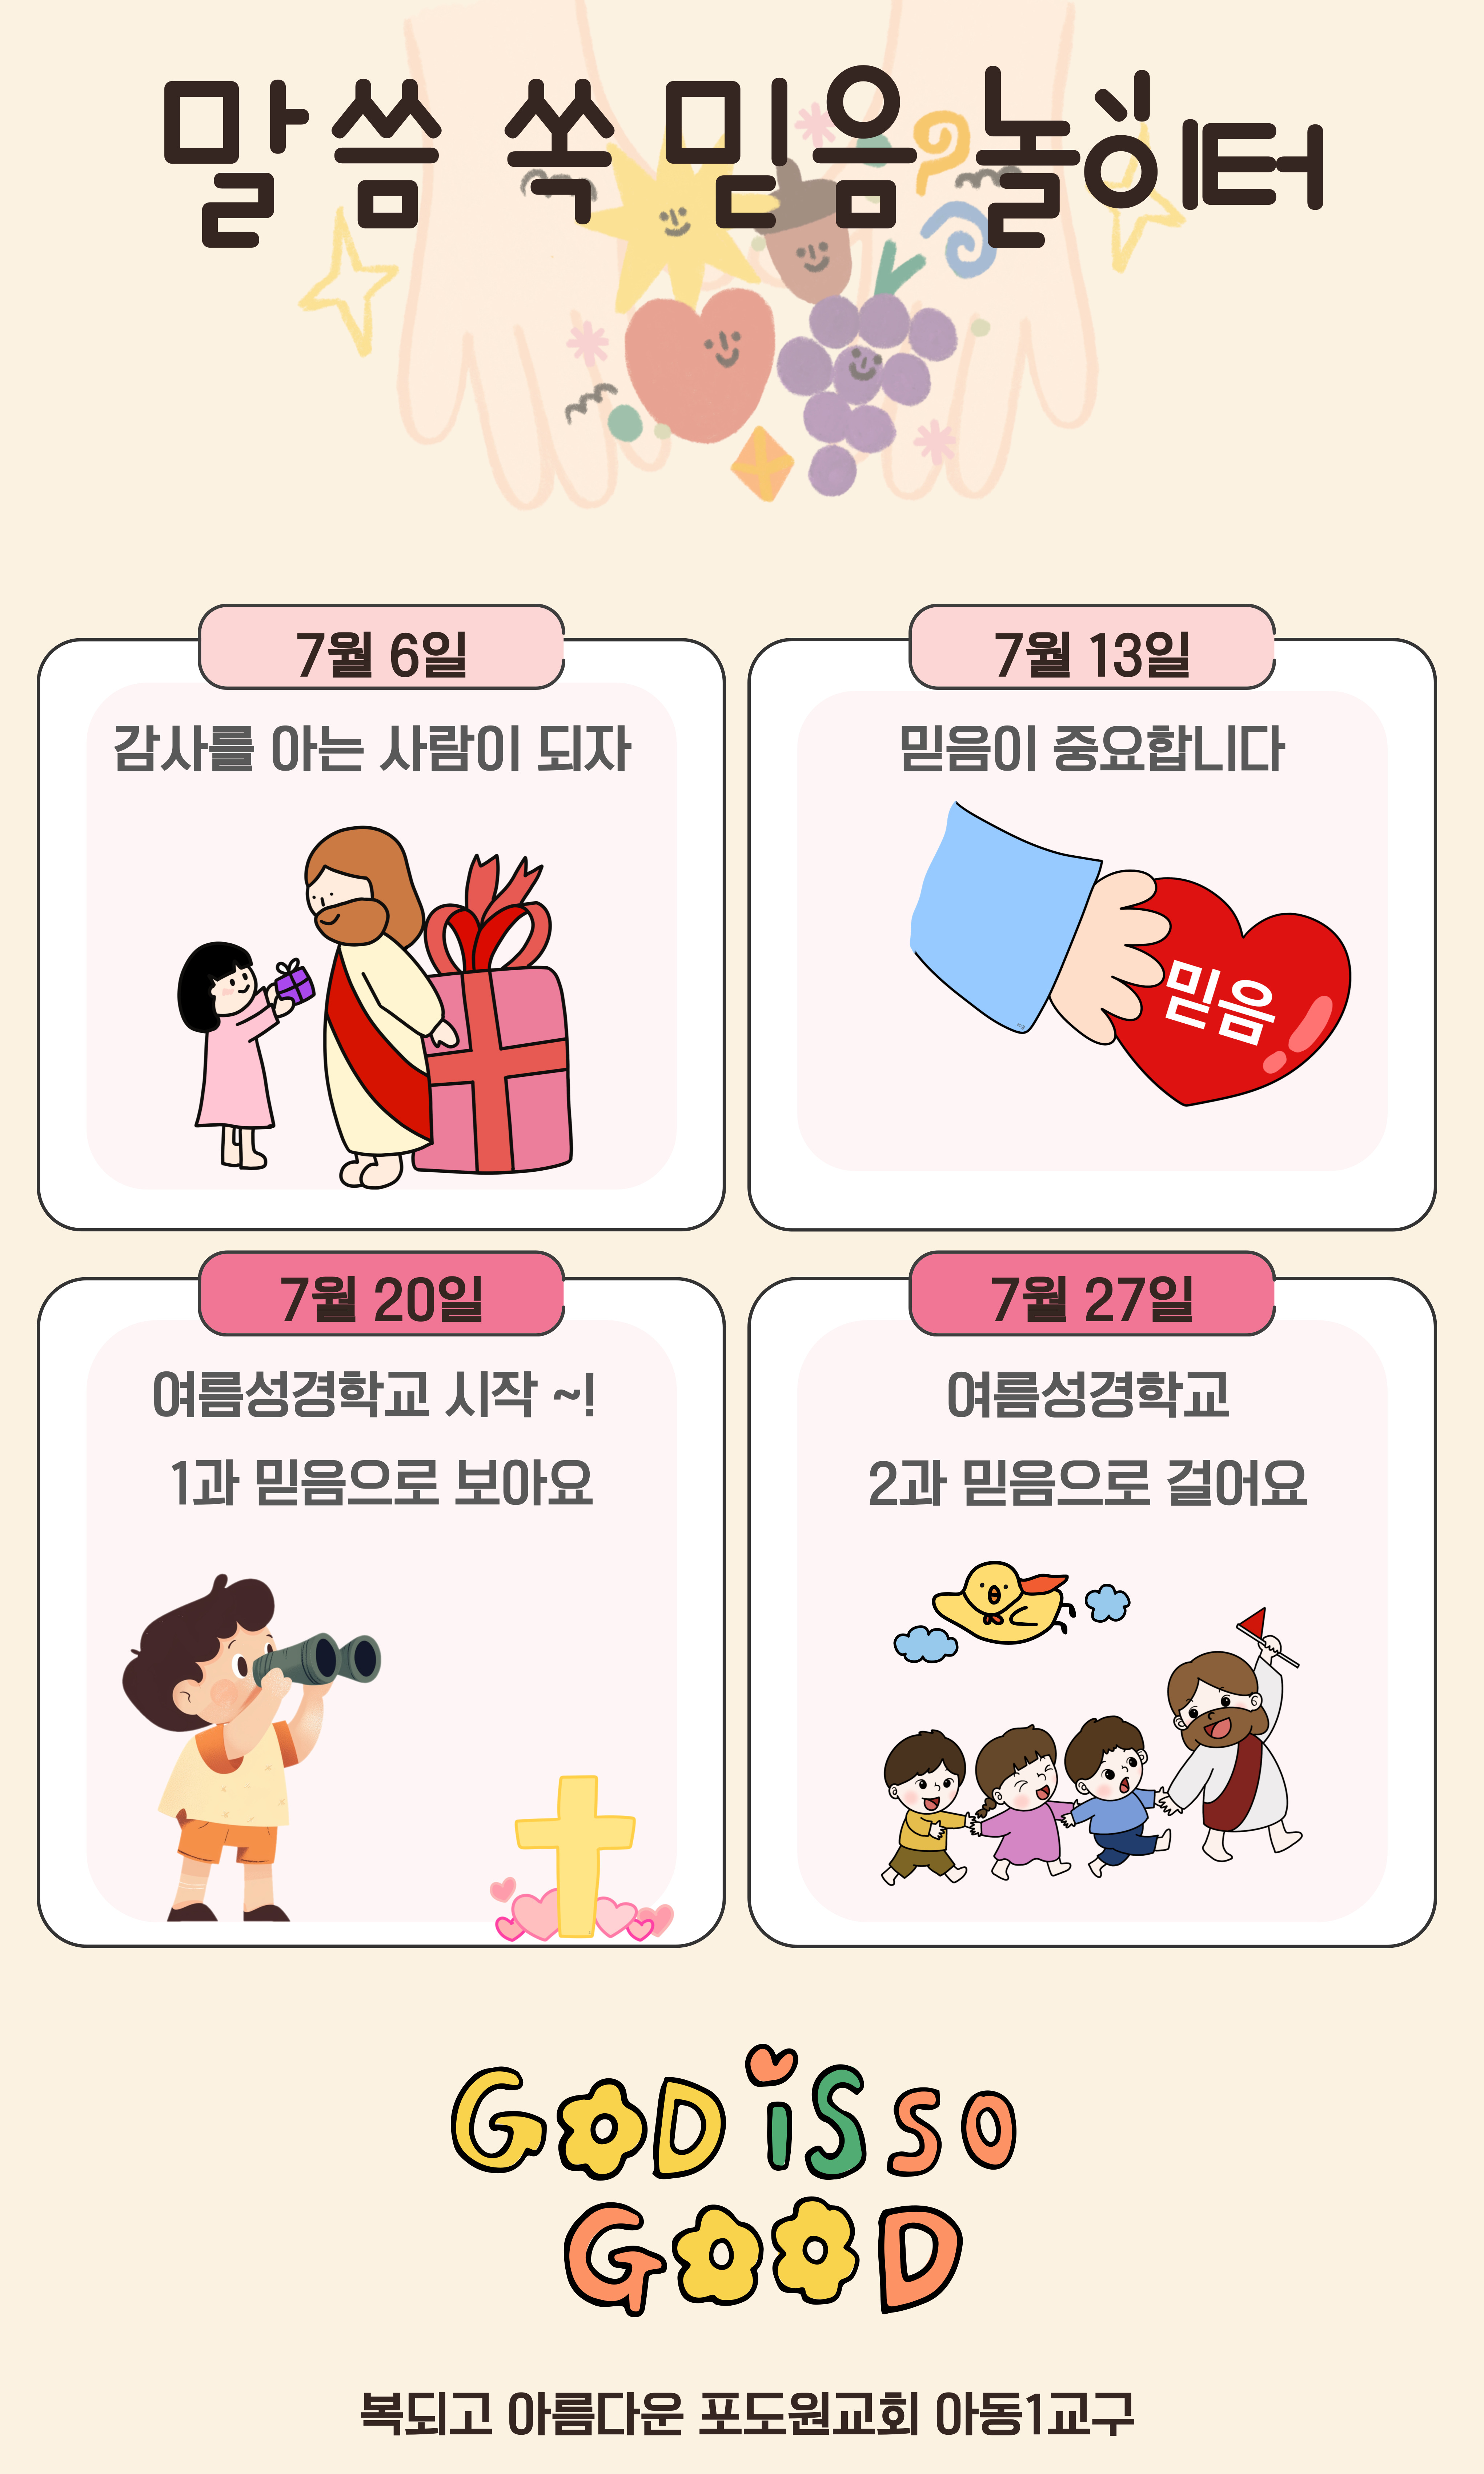 말씀 쏙 믿음 놀이터
7월 6일
감사를 아는 사람이 되자
7월 13일
믿음이 중요합니다
믿음
7월 20일
여름성경학교 시작 ~!
1과 믿음으로 보아요
7월 27일
여름성경학교
2과 믿음으로 걸어요
GOD iS SO
GOOD
복되고 아름다운 포도원교회 아동1교구